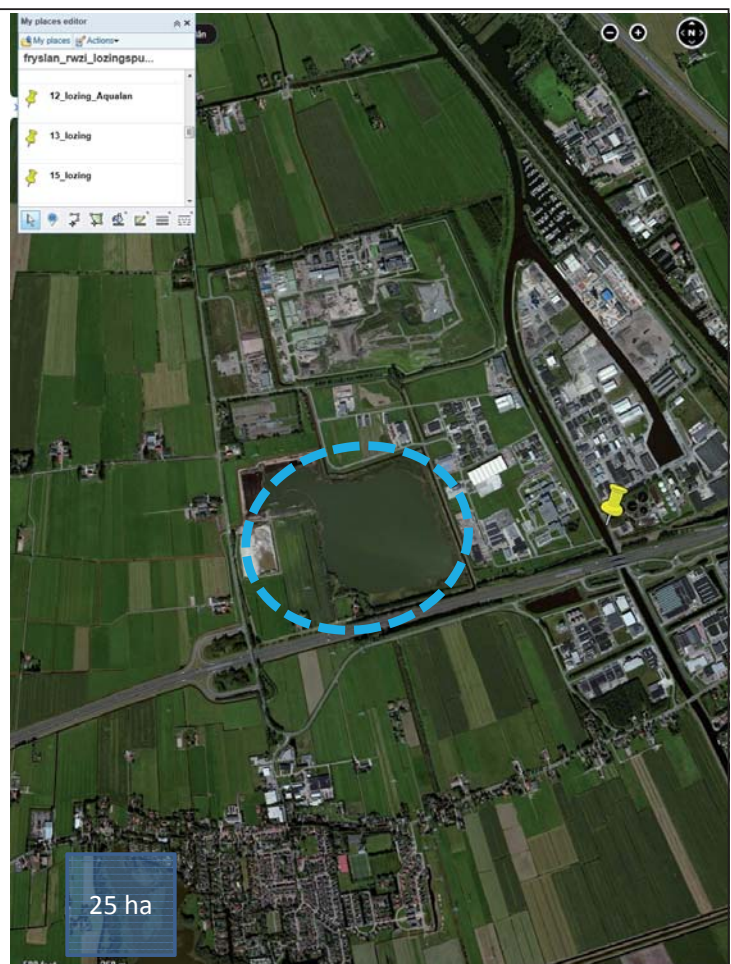 My places editor
My places Actions
fryslan_rwzi_lozingspu...
12_lozing_Aqualan
13_lozing
15_lozing
N
25 ha